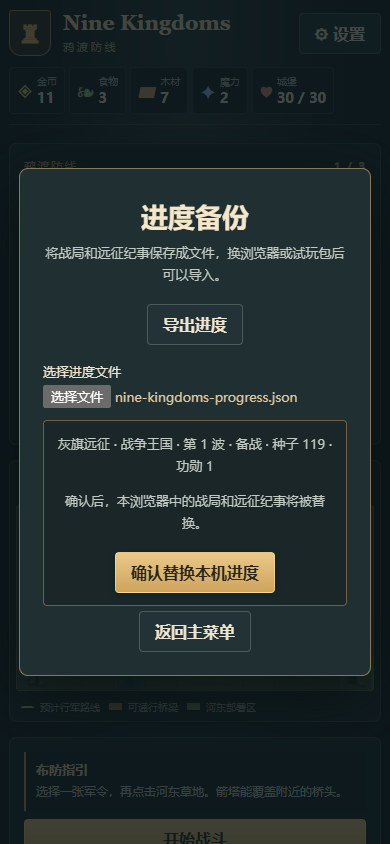 Nine Kingdoms
鸦渡防线
设置
金币
11
食物
3
木材
7
魔力
2
城堡
30 / 30
鸦渡防线
1 / 3
进度备份
将战局和远征纪事保存成文件，换浏览器或试玩包后
可以导入。
导出进度
选择进度文件
选择文件 nine-kingdoms-progress.json
灰旗远征 · 战争王国 · 第 1 波 · 备战 · 种子 119 ·
功勋 1
确认后，本浏览器中的战局和远征纪事将被替
换。
确认替换本机进度
返回主菜单
预计行军路线
可通行桥梁
河东部署区
布防指引
选择一张军令，再点击河东草地。箭塔能覆盖附近的桥头。
开始战斗